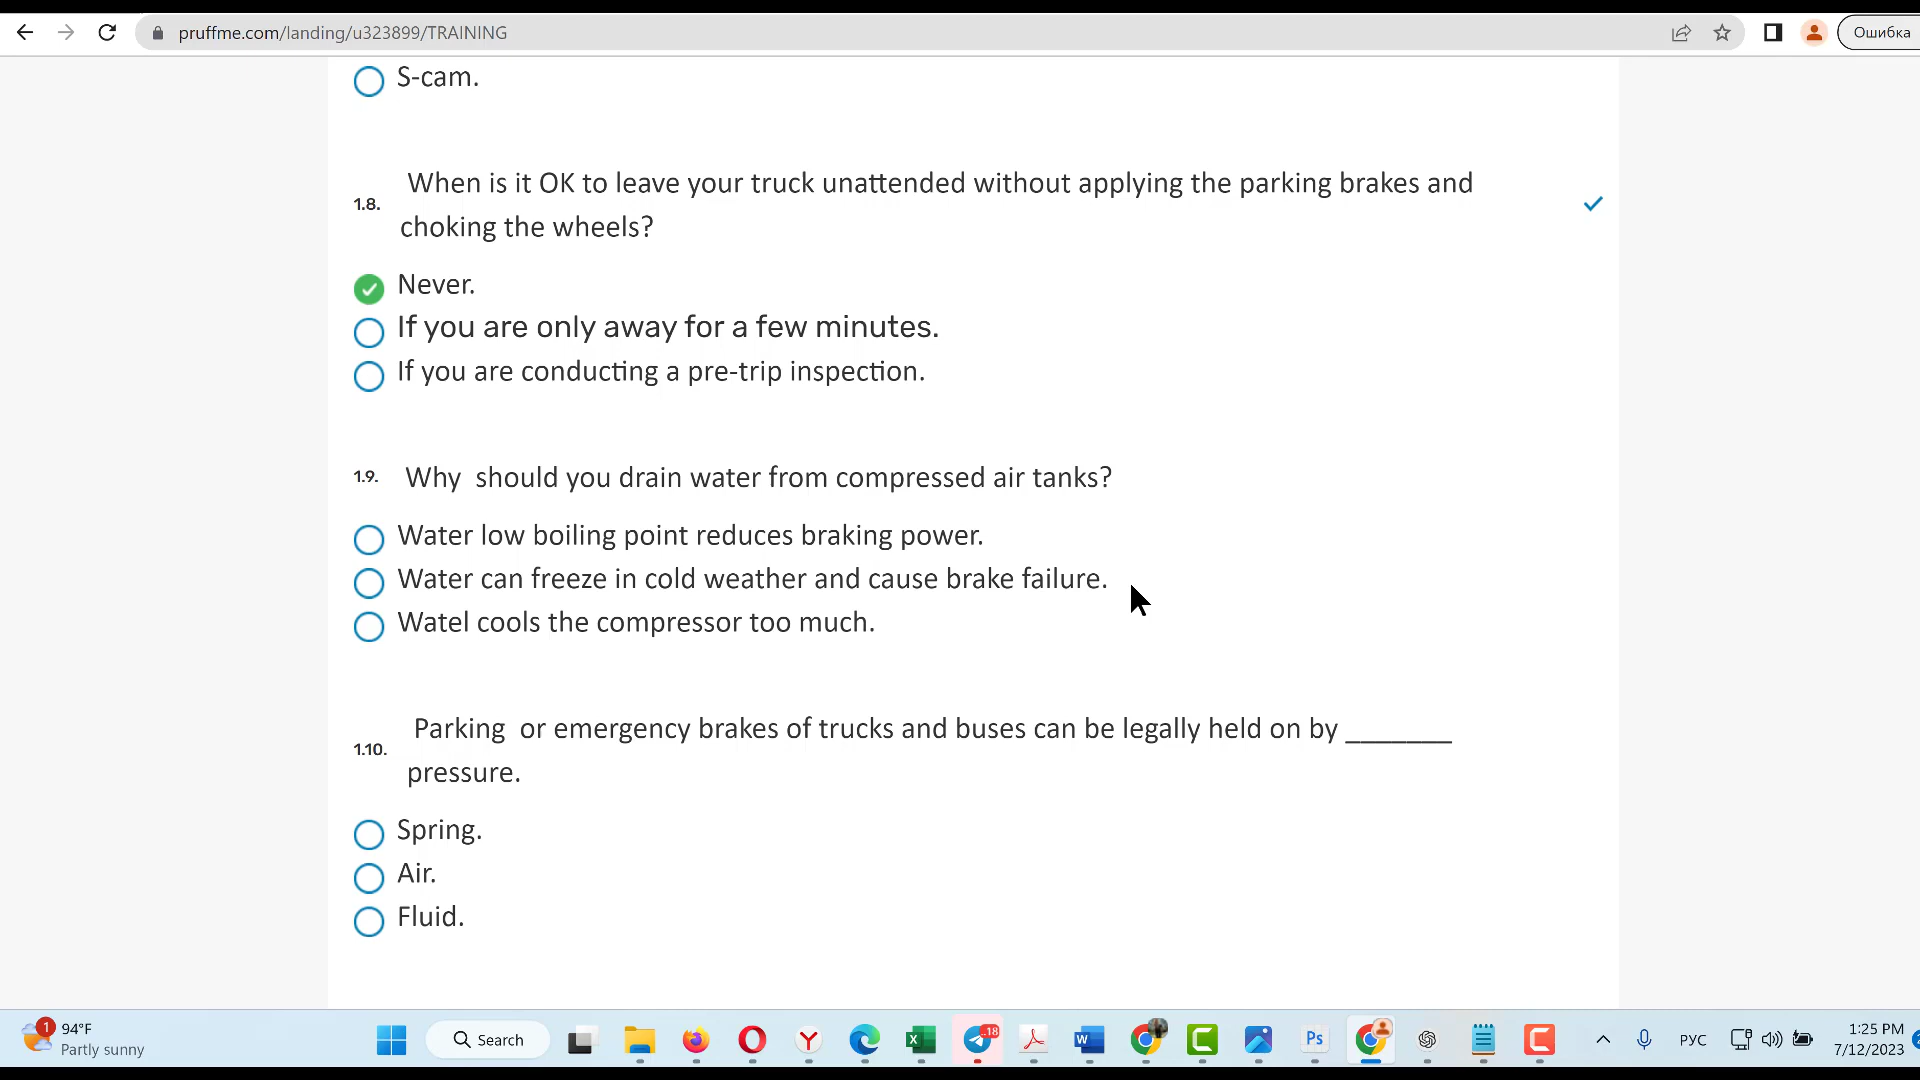 pruffme.com/landing/u323899/TRAINING
Ошибка
S-cam.
1.8. When is it OK to leave your truck unattended without applying the parking brakes and
choking the wheels?
Never.
If you are only away for a few minutes.
If you are conducting a pre-trip inspection.
1.9. Why should you drain water from compressed air tanks?
Water low boiling point reduces braking power.
Water can freeze in cold weather and cause brake failure.
Watel cools the compressor too much.
1.10. Parking or emergency brakes of trucks and buses can be legally held on by _______
pressure.
Spring.
Air.
Fluid.
1
94°F
Partly sunny
Search
..18
Ps
РУС
1:25 PM
7/12/2023